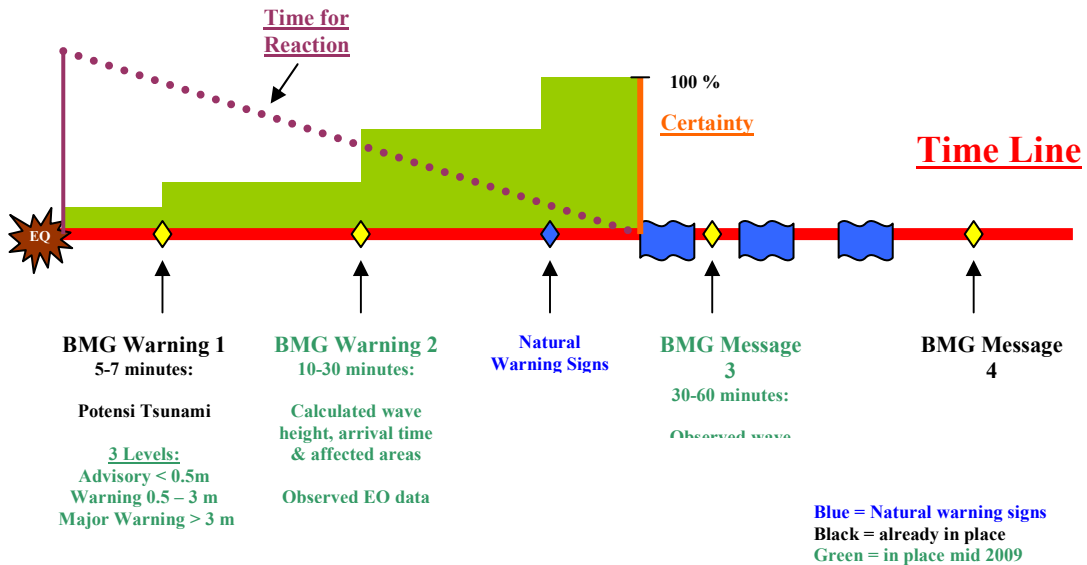 Time for
Reaction
100 %
Certainty
Time Line
EQ
BMG Warning 1
5-7 minutes:
Potensi Tsunami
3 Levels:
Advisory < 0.5m
Warning 0.5 – 3 m
Major Warning > 3 m
BMG Warning 2
10-30 minutes:
Calculated wave
height, arrival time
& affected areas
Observed EO data
Natural
Warning Signs
BMG Message
3
30-60 minutes:
Observed wave
BMG Message
4
Blue = Natural warning signs
Black = already in place
Green = in place mid 2009